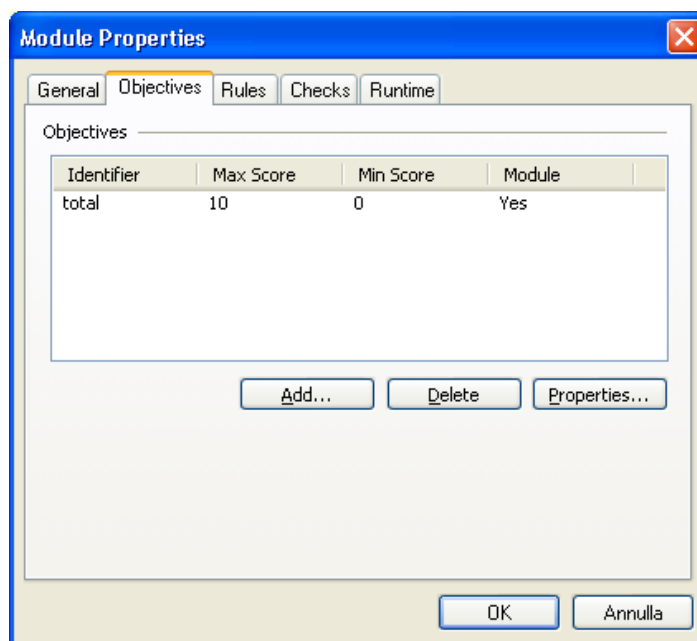 Module Properties
General Objectives Rules Checks Runtime
Objectives
Identifier Max Score Min Score Module
total 10 0 Yes
Add... Delete Properties...
OK Annulla